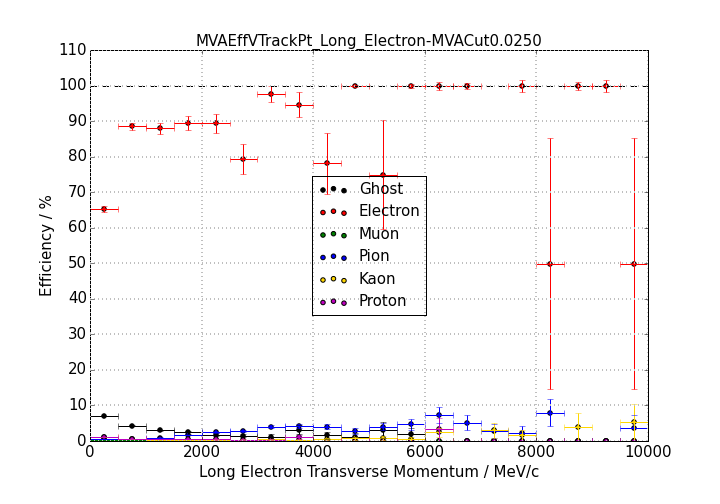 MVAEffVTrackPt_Long_Electron-MVACut0.0250
110
100
90
80
70
60
50
40
30
20
10
0
Efficiency / %
Ghost
Electron
Muon
Pion
Kaon
Proton
0 2000 4000 6000 8000 10000
Long Electron Transverse Momentum / MeV/c